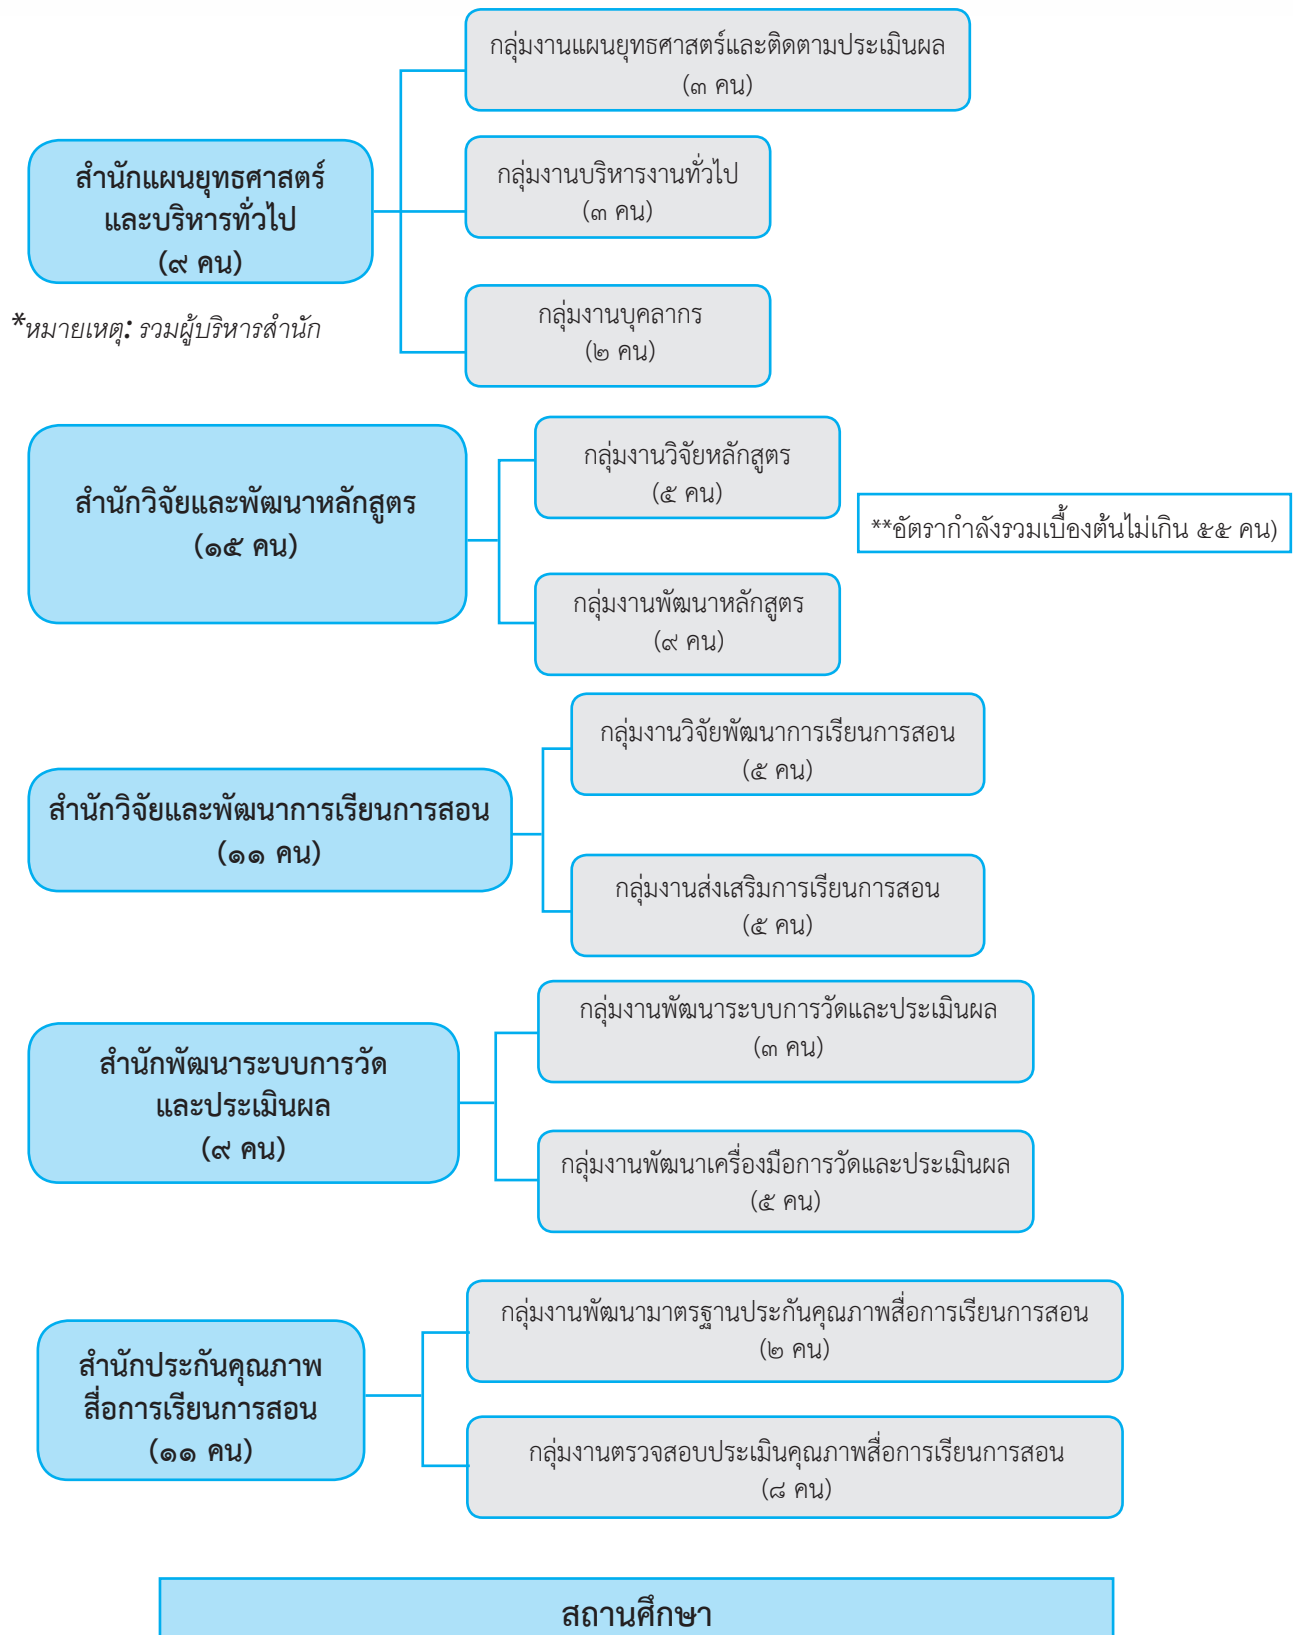 กลุ่มงานแผนยุทธศาสตร์และติดตามประเมินผล
(๓ คน)
สำนักแผนยุทธศาสตร์
และบริหารทั่วไป
(๙ คน)
กลุ่มงานบริหารงานทั่วไป
(๓ คน)
กลุ่มงานบุคลากร
(๒ คน)
*หมายเหตุ: รวมผู้บริหารสำนัก
สำนักวิจัยและพัฒนาหลักสูตร
(๑๕ คน)
กลุ่มงานวิจัยหลักสูตร
(๕ คน)
**อัตรากำลังรวมเบื้องต้นไม่เกิน ๕๕ คน)
กลุ่มงานพัฒนาหลักสูตร
(๙ คน)
สำนักวิจัยและพัฒนาการเรียนการสอน
(๑๑ คน)
กลุ่มงานวิจัยพัฒนาการเรียนการสอน
(๕ คน)
กลุ่มงานส่งเสริมการเรียนการสอน
(๕ คน)
สำนักพัฒนาระบบการวัด
และประเมินผล
(๙ คน)
กลุ่มงานพัฒนาระบบการวัดและประเมินผล
(๓ คน)
กลุ่มงานพัฒนาเครื่องมือการวัดและประเมินผล
(๕ คน)
สำนักประกันคุณภาพ
สื่อการเรียนการสอน
(๑๑ คน)
กลุ่มงานพัฒนามาตรฐานประกันคุณภาพสื่อการเรียนการสอน
(๒ คน)
กลุ่มงานตรวจสอบประเมินคุณภาพสื่อการเรียนการสอน
(๘ คน)
สถานศึกษา